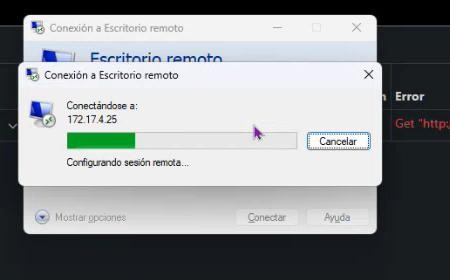 Conexión a Escritorio remoto
Escritorio remoto
Conexión a Escritorio remoto
Error
Conectándose a:
172.17.4.25
Get "http:
Cancelar
Configurando sesión remota...
Mostrar opciones
Conectar
Ayuda